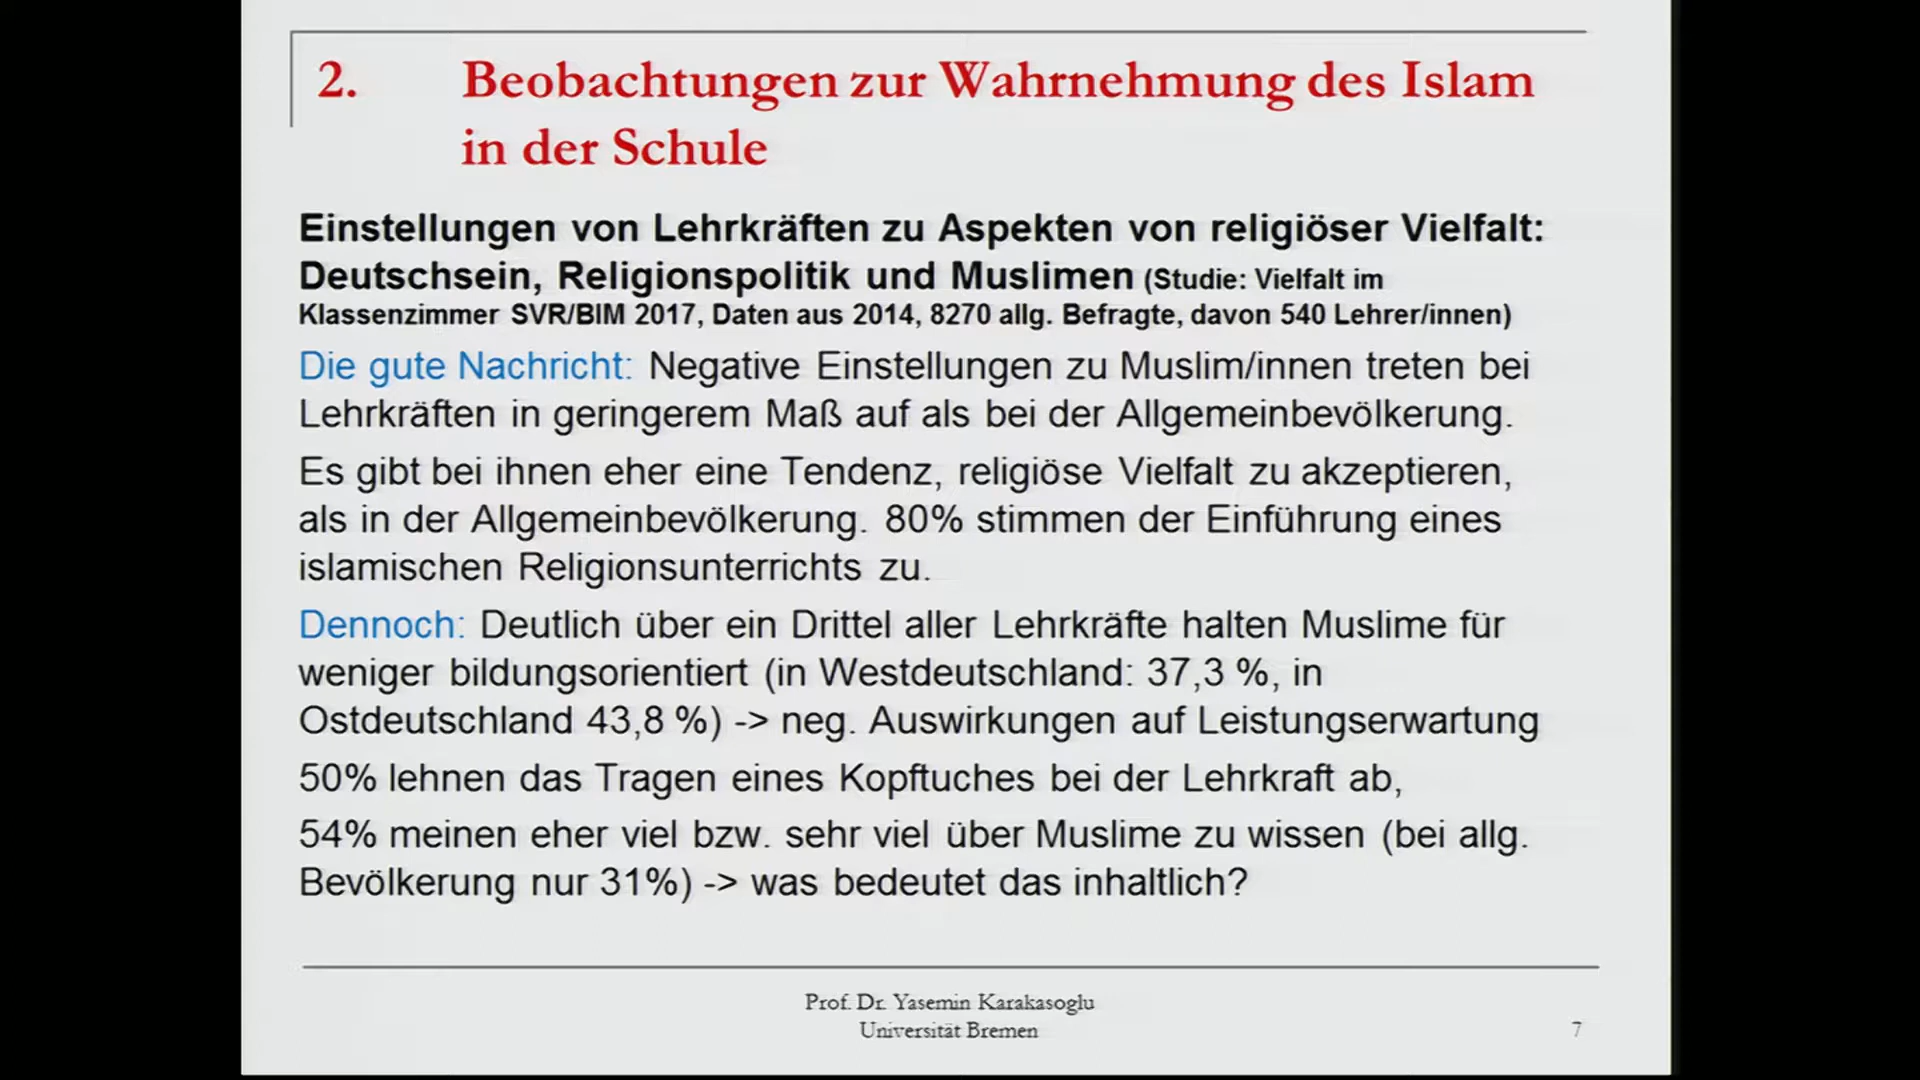 2. Beobachtungen zur Wahrnehmung des Islam
in der Schule
Einstellungen von Lehrkräften zu Aspekten von religiöser Vielfalt:
Deutschsein, Religionspolitik und Muslimen (Studie: Vielfalt im
Klassenzimmer SVR/BIM 2017, Daten aus 2014, 8270 allg. Befragte, davon 540 Lehrer/innen)
Die gute Nachricht: Negative Einstellungen zu Muslim/innen treten bei
Lehrkräften in geringerem Maß auf als bei der Allgemeinbevölkerung.
Es gibt bei ihnen eher eine Tendenz, religiöse Vielfalt zu akzeptieren,
als in der Allgemeinbevölkerung. 80% stimmen der Einführung eines
islamischen Religionsunterrichts zu.
Dennoch: Deutlich über ein Drittel aller Lehrkräfte halten Muslime für
weniger bildungsorientiert (in Westdeutschland: 37,3 %, in
Ostdeutschland 43,8 %) -> neg. Auswirkungen auf Leistungserwartung
50% lehnen das Tragen eines Kopftuches bei der Lehrkraft ab,
54% meinen eher viel bzw. sehr viel über Muslime zu wissen (bei allg.
Bevölkerung nur 31%) -> was bedeutet das inhaltlich?
Prof. Dr. Yasemin Karakasoglu
Universität Bremen
7